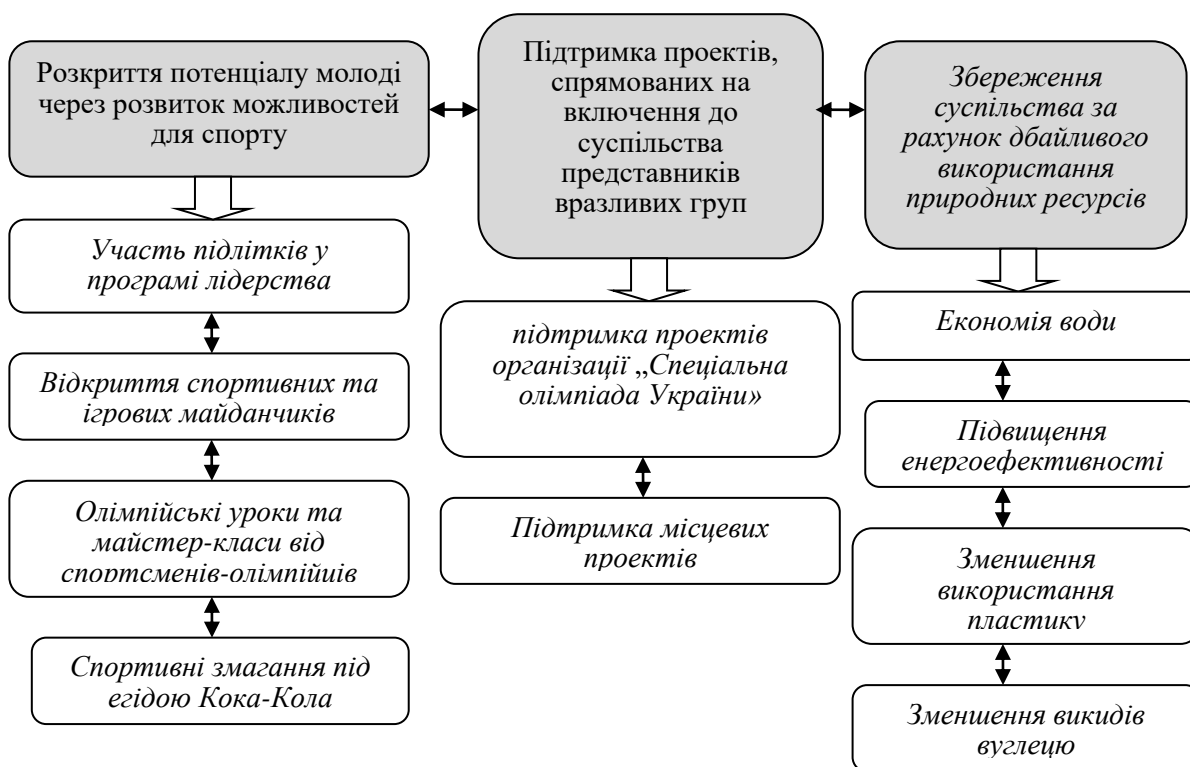 Розкриття потенціалу молоді
через розвиток можливостей
для спорту
Участь підлітків у
програмі лідерства
Відкриття спортивних та
ігрових майданчиків
Олімпійські уроки та
майстер-класи від
спортсменів-олімпійців
Спортивні змагання під
егідою Кока-Кола
Підтримка проектів,
спрямованих на
включення до
суспільства
представників
вразливих груп
підтримка проектів
організації „Спеціальна
олімпіада України»
Підтримка місцевих
проектів
Збереження
суспільства за
рахунок дбайливого
використання
природних ресурсів
Економія води
Підвищення
енергоефективності
Зменшення
використання
пластику
Зменшення викидів
вуглецю